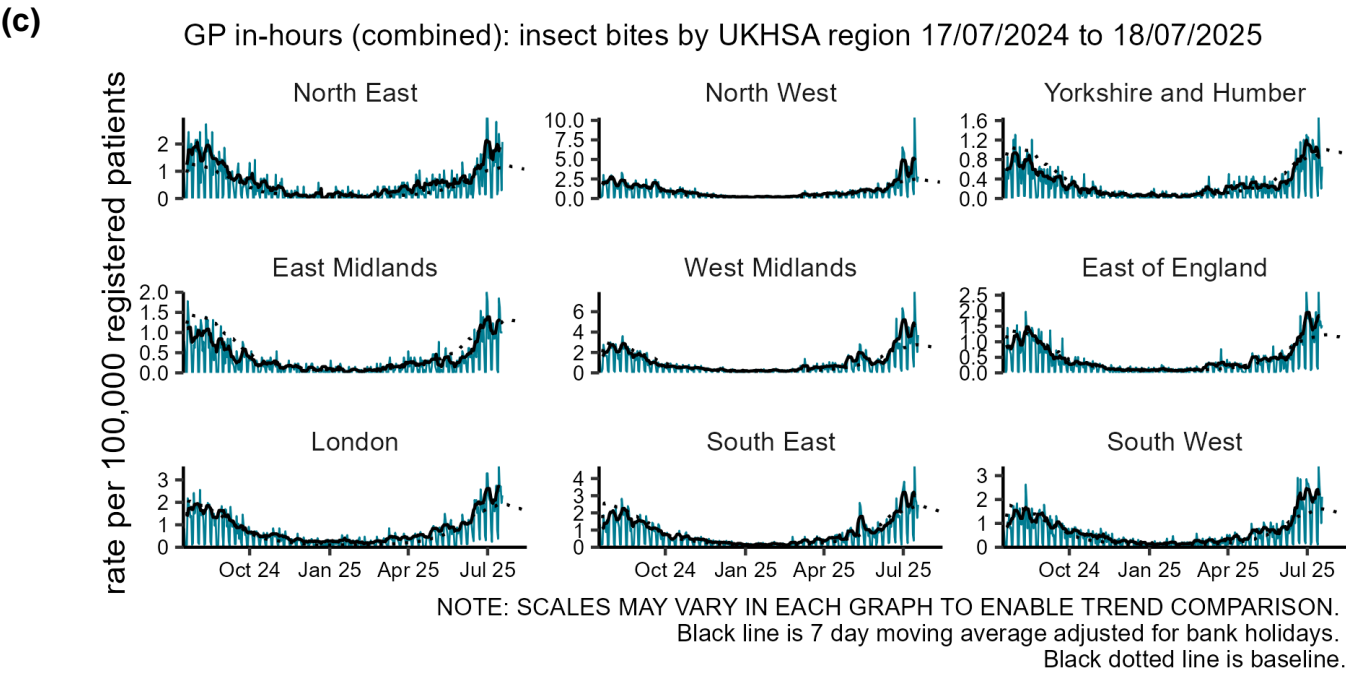 (c)
GP in-hours (combined): insect bites by UKHSA region 17/07/2024 to 18/07/2025
rate per 100,000 registered patients
North East
2
1
0
North West
10.0
7.5
5.0
2.5
0.0
Yorkshire and Humber
1.6
1.2
0.8
0.4
0.0
East Midlands
2.0
1.5
1.0
0.5
0.0
West Midlands
6
4
2
0
East of England
2.5
2.0
1.5
1.0
0.5
0.0
London
3
2
1
0
Oct 24 Jan 25 Apr 25 Jul 25
South East
4
3
2
1
0
Oct 24 Jan 25 Apr 25 Jul 25
South West
3
2
1
0
Oct 24 Jan 25 Apr 25 Jul 25
NOTE: SCALES MAY VARY IN EACH GRAPH TO ENABLE TREND COMPARISON.
Black line is 7 day moving average adjusted for bank holidays.
Black dotted line is baseline.